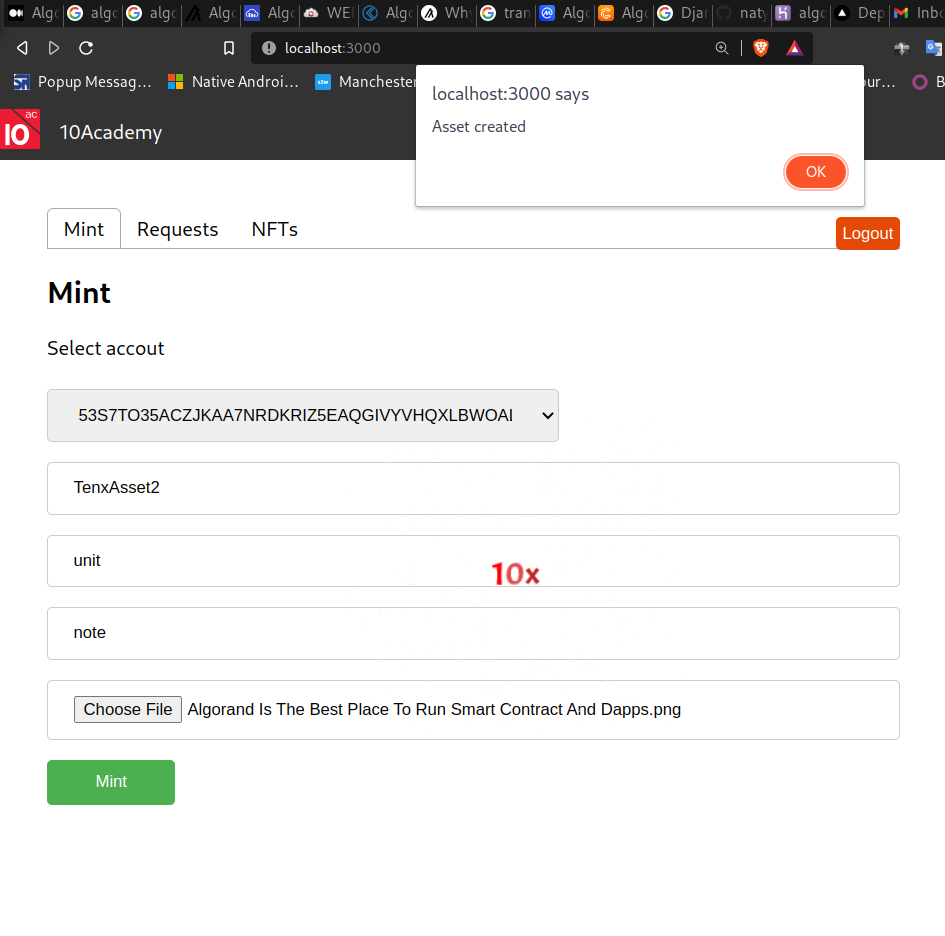 Algo algo algo Algo Algo WE Algo Why tran Algo Algo Djar naty algo Dep Inbo
localhost:3000
Popup Messag... Native Androi... Manchester our... B
localhost:3000 says
Asset created
OK
ac
10 10Academy
Mint Requests NFTs
Logout
Mint
Select accout
53S7TO35ACZJKAA7NRDKRIZ5EAQGIVYVHQXLBWOAI
TenxAsset2
unit
10x
note
Choose File Algorand Is The Best Place To Run Smart Contract And Dapps.png
Mint